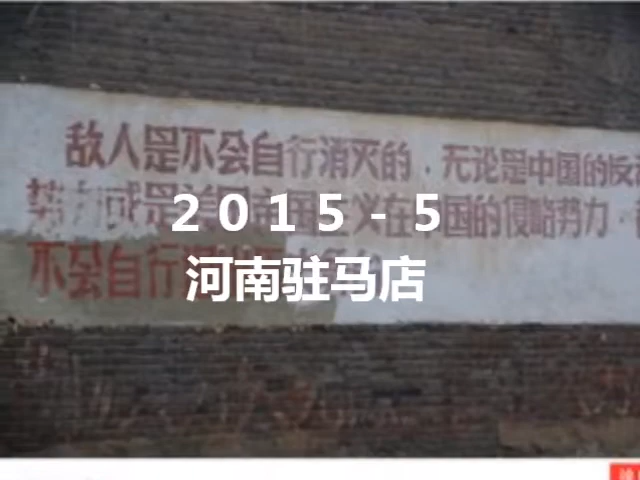 敌人是不会自行消灭的，无论是中国的反
势力或是美国帝国主义在中国的侵略势力，
2015-5
不会自行
河南驻马店